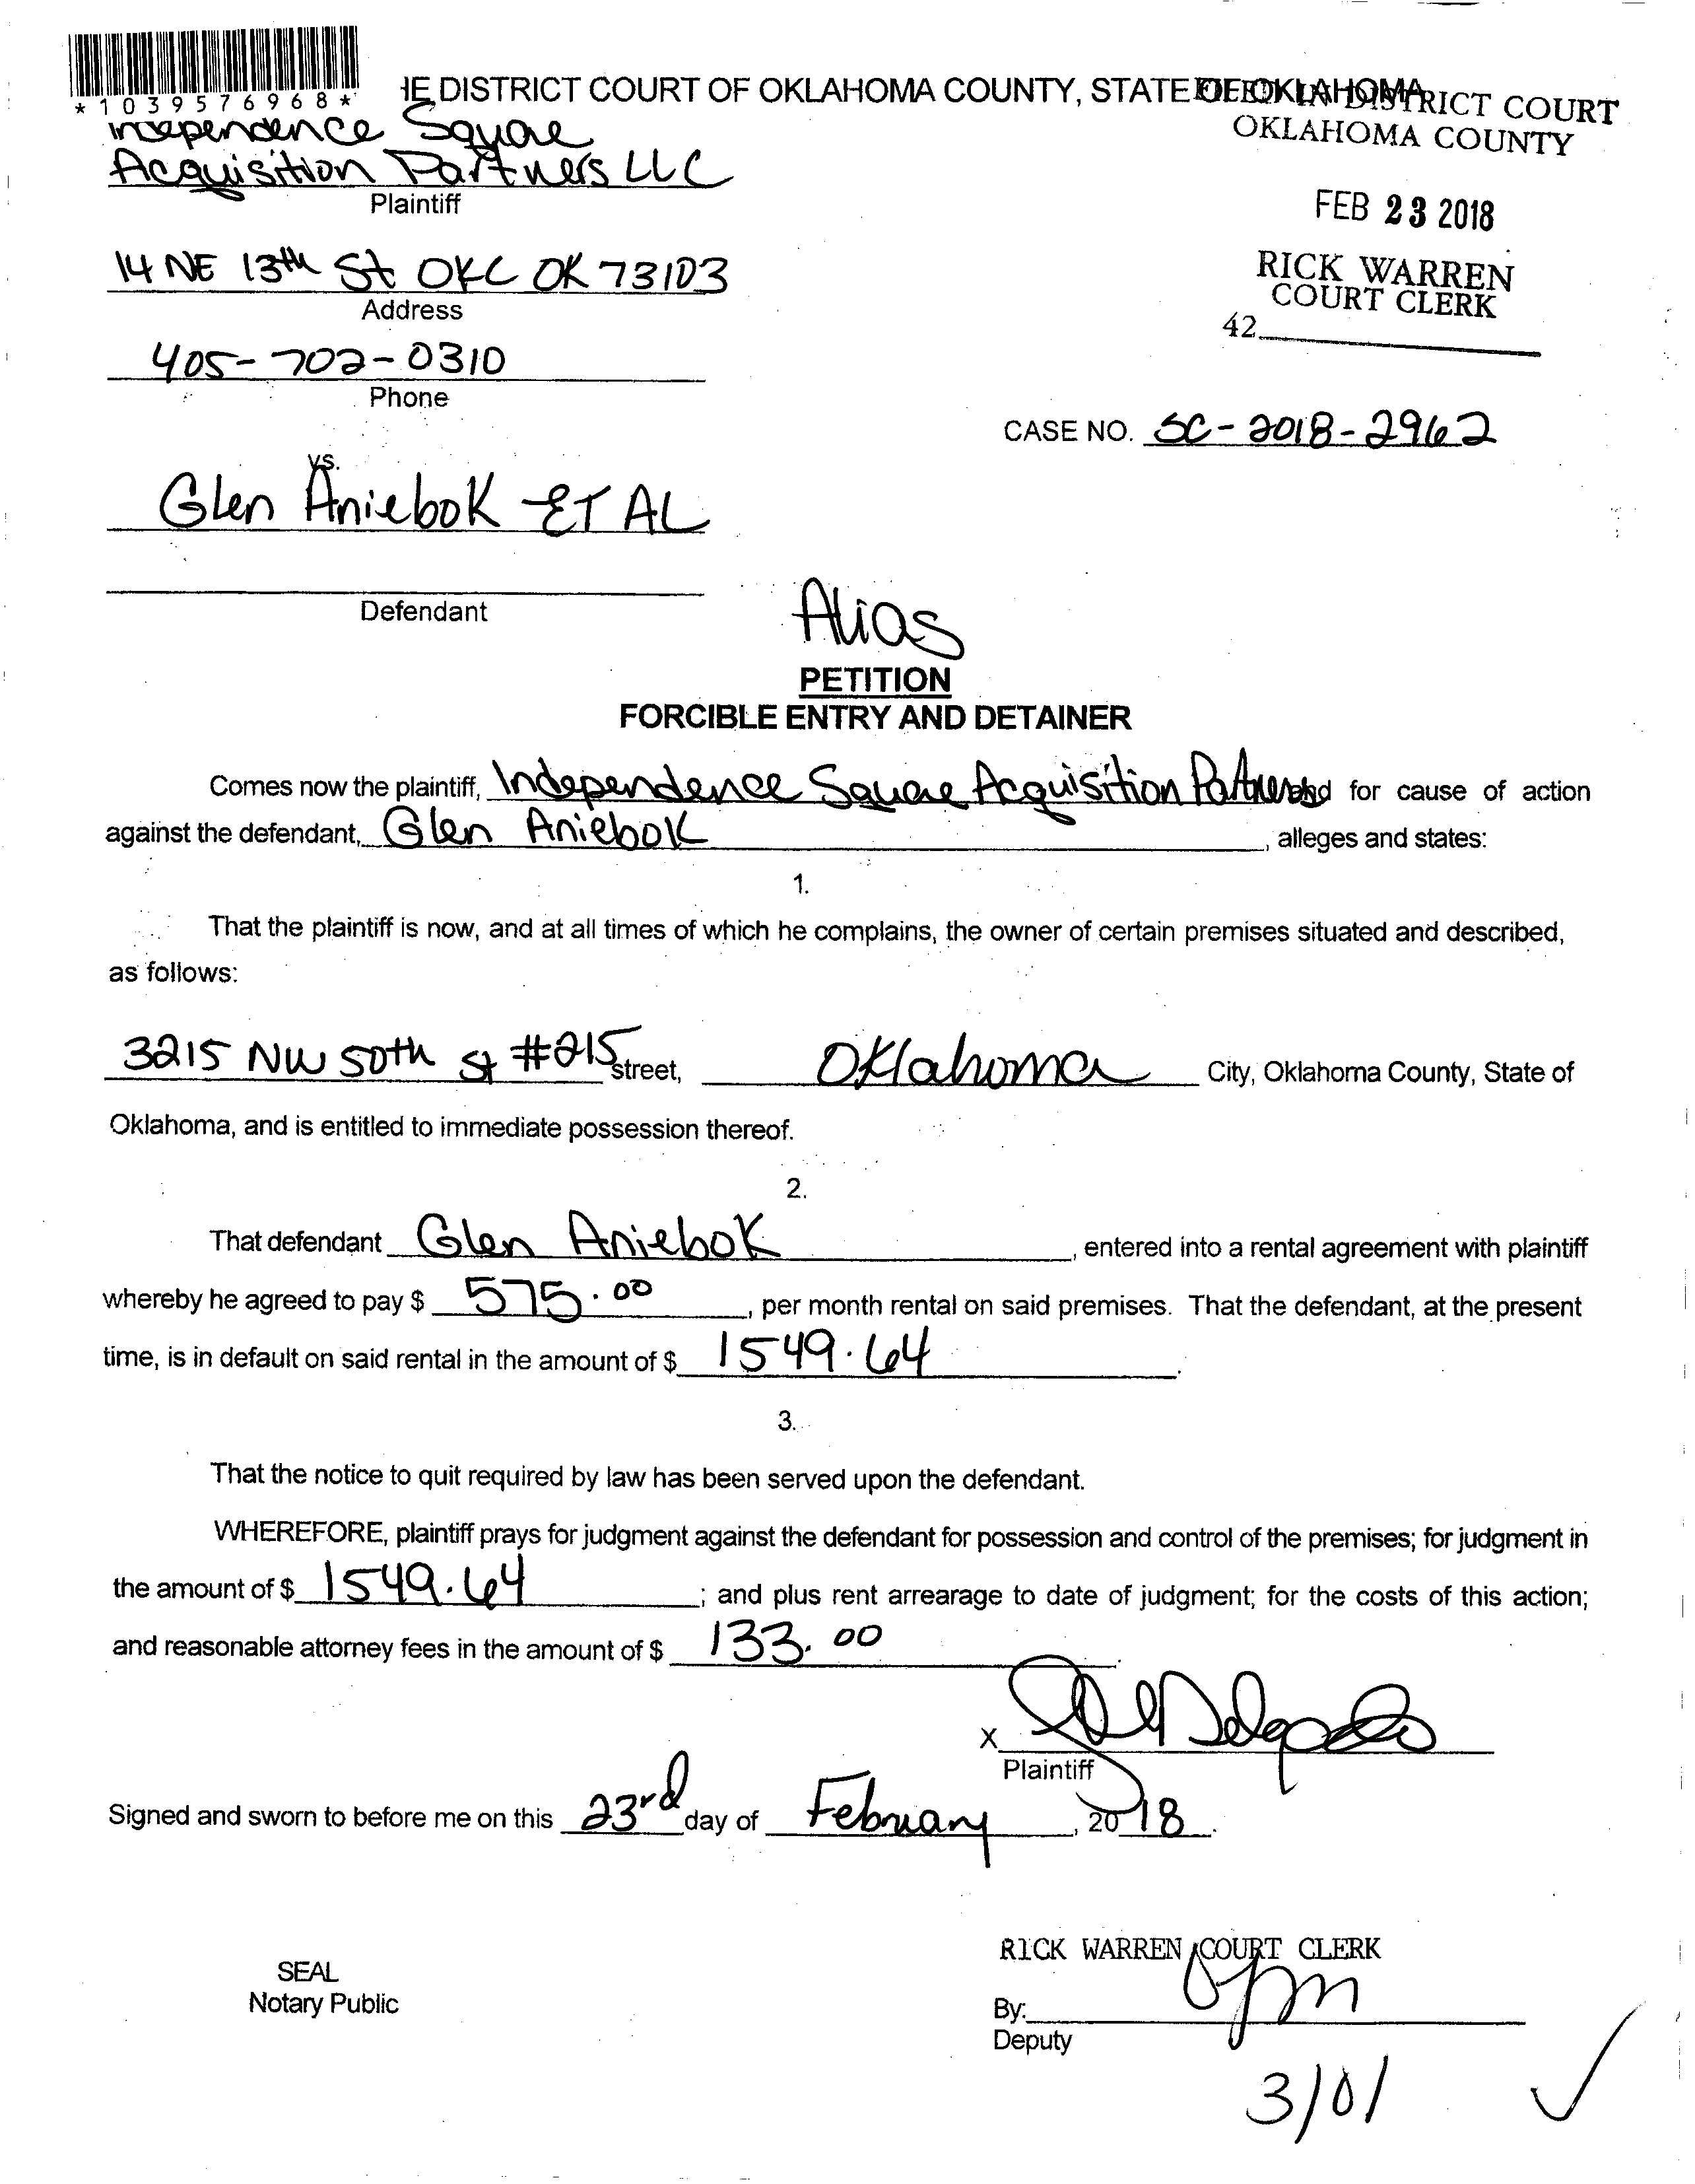 *1039576968*
IE DISTRICT COURT OF OKLAHOMA COUNTY, STATE OF OKLAHOMA
FILED IN DISTRICT COURT
OKLAHOMA COUNTY
FEB 23 2018
RICK WARREN
COURT CLERK
42
Independence Square
Acquisition Partners LLC
Plaintiff
14 NE 13th St OKC OK 73103
Address
405-702-0310
Phone
CASE NO. SC-2018-2962
vs.
Glen Aniebok ET AL
Defendant
Alias
PETITION
FORCIBLE ENTRY AND DETAINER
Comes now the plaintiff, Independence Square Acquisition Partners and for cause of action
against the defendant, Glen Aniebok, alleges and states:
1.
That the plaintiff is now, and at all times of which he complains, the owner of certain premises situated and described,
as follows:
3215 NW 50th St #215 street, Oklahoma City, Oklahoma County, State of
Oklahoma, and is entitled to immediate possession thereof.
2.
That defendant Glen Aniebok, entered into a rental agreement with plaintiff
whereby he agreed to pay $ 575.00, per month rental on said premises. That the defendant, at the present
time, is in default on said rental in the amount of $ 1549.64.
3.
That the notice to quit required by law has been served upon the defendant.
WHEREFORE, plaintiff prays for judgment against the defendant for possession and control of the premises; for judgment in
the amount of $ 1549.64; and plus rent arrearage to date of judgment; for the costs of this action;
and reasonable attorney fees in the amount of $ 133.00.
X Delgado
Plaintiff
Signed and sworn to before me on this 23rd day of February, 2018.
RICK WARREN COURT CLERK
SEAL
Notary Public
By:
Deputy
3/01